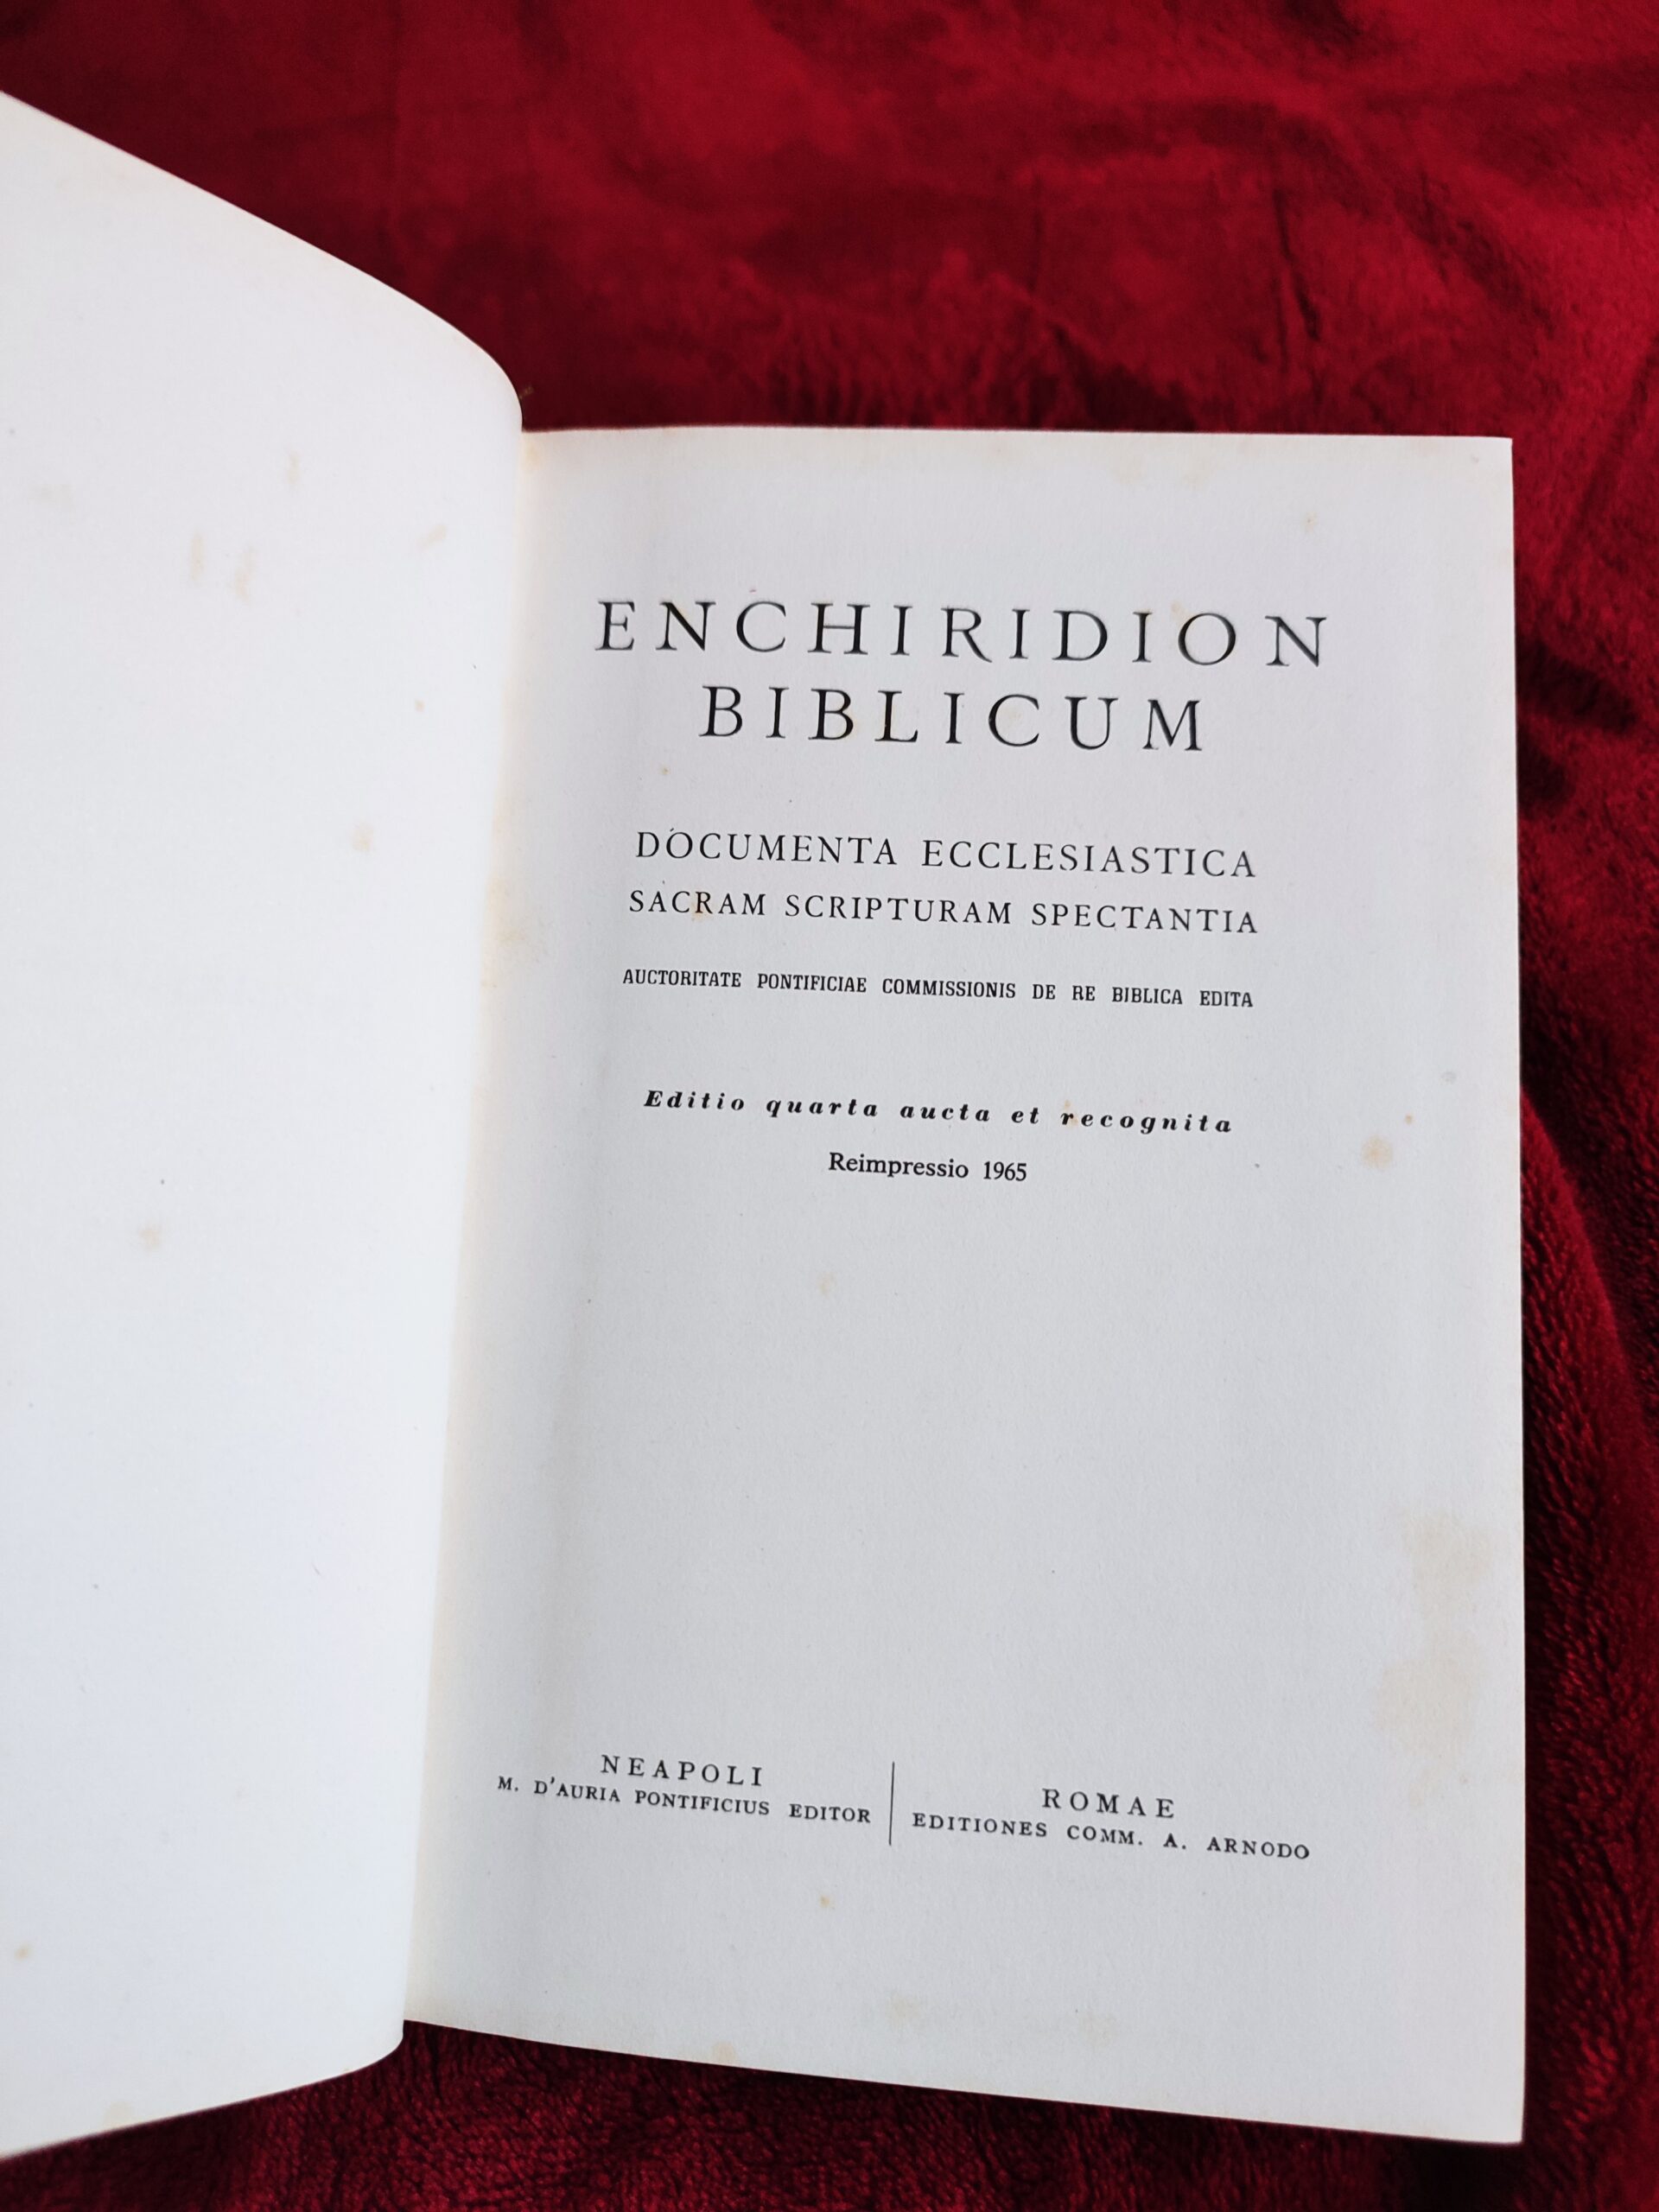 ENCHIRIDION
BIBLICUM
DOCUMENTA ECCLESIASTICA
SACRAM SCRIPTURAM SPECTANTIA
AUCTORITATE PONTIFICIAE COMMISSIONIS DE RE BIBLICA EDITA
Editio quarta aucta et recognita
Reimpressio 1965
NEAPOLI
M. D'AURIA PONTIFICIUS EDITOR
ROMAE
EDITIONES COMM. A. ARNODO